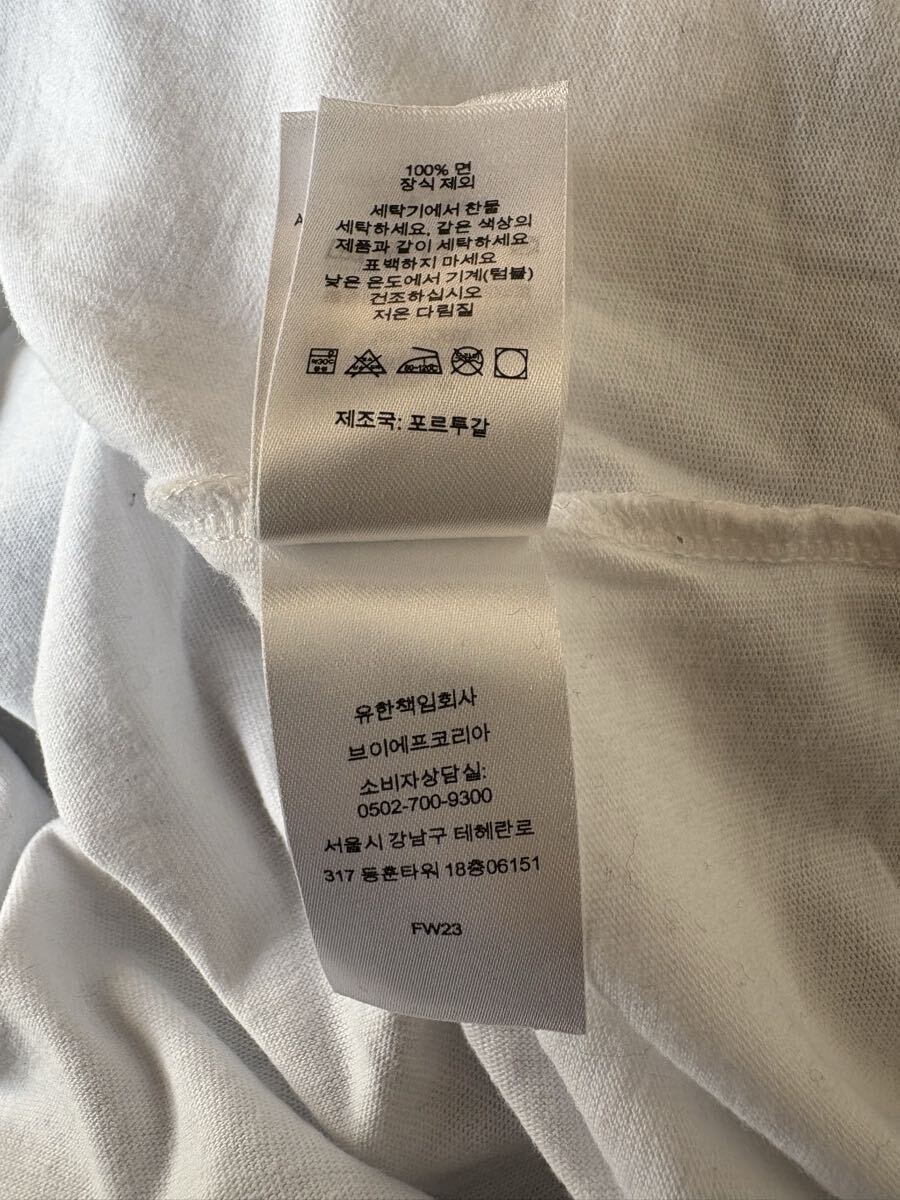 100% 면
장식 제외
세탁기에서 찬물
세탁하세요, 같은 색상의
제품과 같이 세탁하세요
표백하지 마세요
낮은 온도에서 기계(텀블)
건조하십시오
저온 다림질
제조국: 포르투갈
유한책임회사
브이에프코리아
소비자상담실:
0502-700-9300
서울시 강남구 테헤란로
317 동훈타워 18층06151
FW23